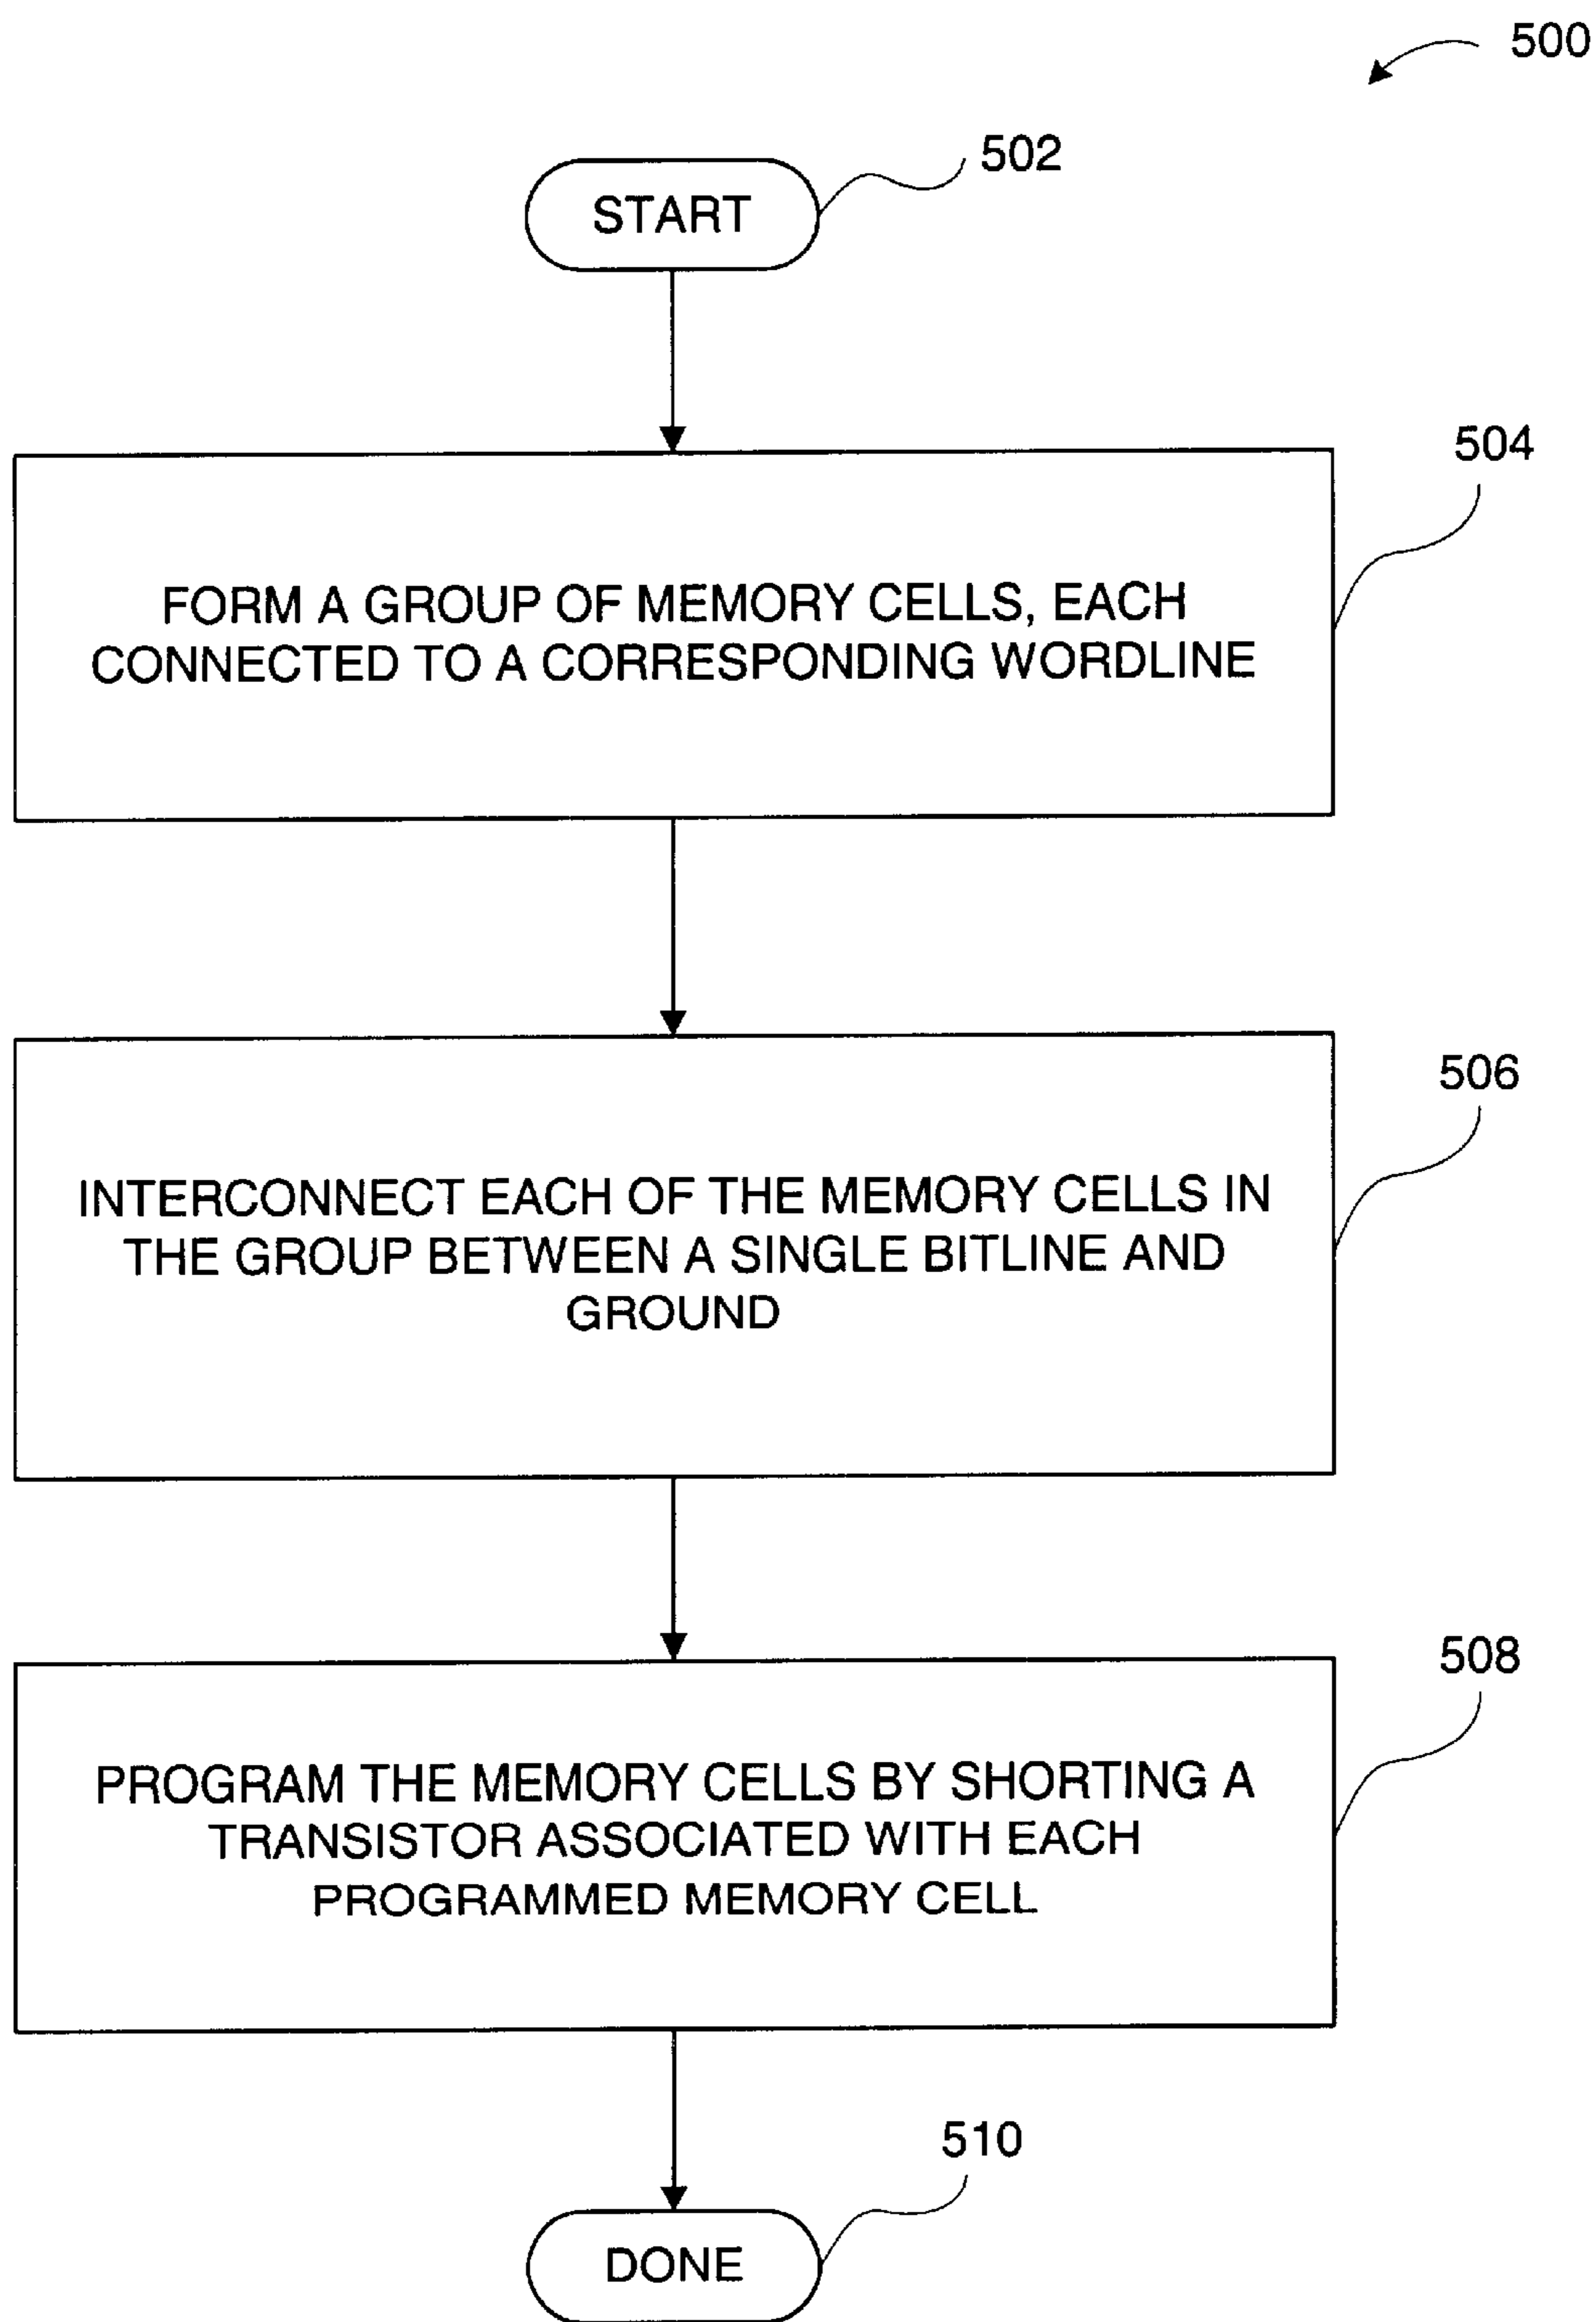 500
START
502
504
FORM A GROUP OF MEMORY CELLS, EACH
CONNECTED TO A CORRESPONDING WORDLINE
506
INTERCONNECT EACH OF THE MEMORY CELLS IN
THE GROUP BETWEEN A SINGLE BITLINE AND
GROUND
508
PROGRAM THE MEMORY CELLS BY SHORTING A
TRANSISTOR ASSOCIATED WITH EACH
PROGRAMMED MEMORY CELL
510
DONE